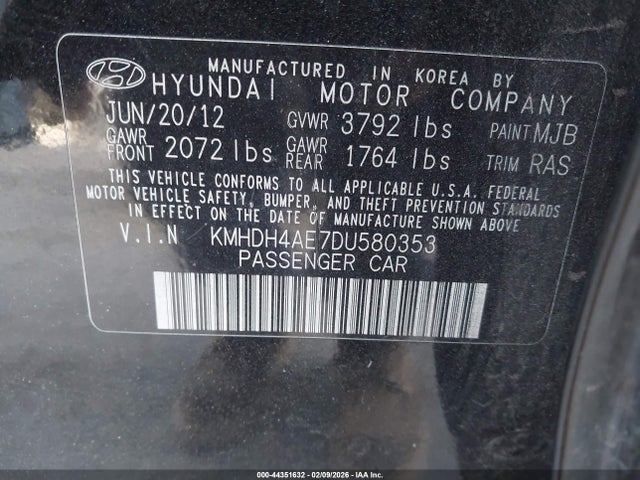 MANUFACTURED IN KOREA BY
HYUNDAI MOTOR COMPANY
JUN/20/12 GVWR 3792 lbs PAINT MJB
GAWR FRONT 2072 lbs GAWR REAR 1764 lbs TRIM RAS
THIS VEHICLE CONFORMS TO ALL APPLICABLE U.S.A. FEDERAL
MOTOR VEHICLE SAFETY, BUMPER, AND THEFT PREVENTION STANDARDS
IN EFFECT ON THE DATE OF MANUFACTURE SHOWN ABOVE
V.I.N KMHDH4AE7DU580353
PASSENGER CAR
000-44351632 - 02/09/2026 - IAA Inc.